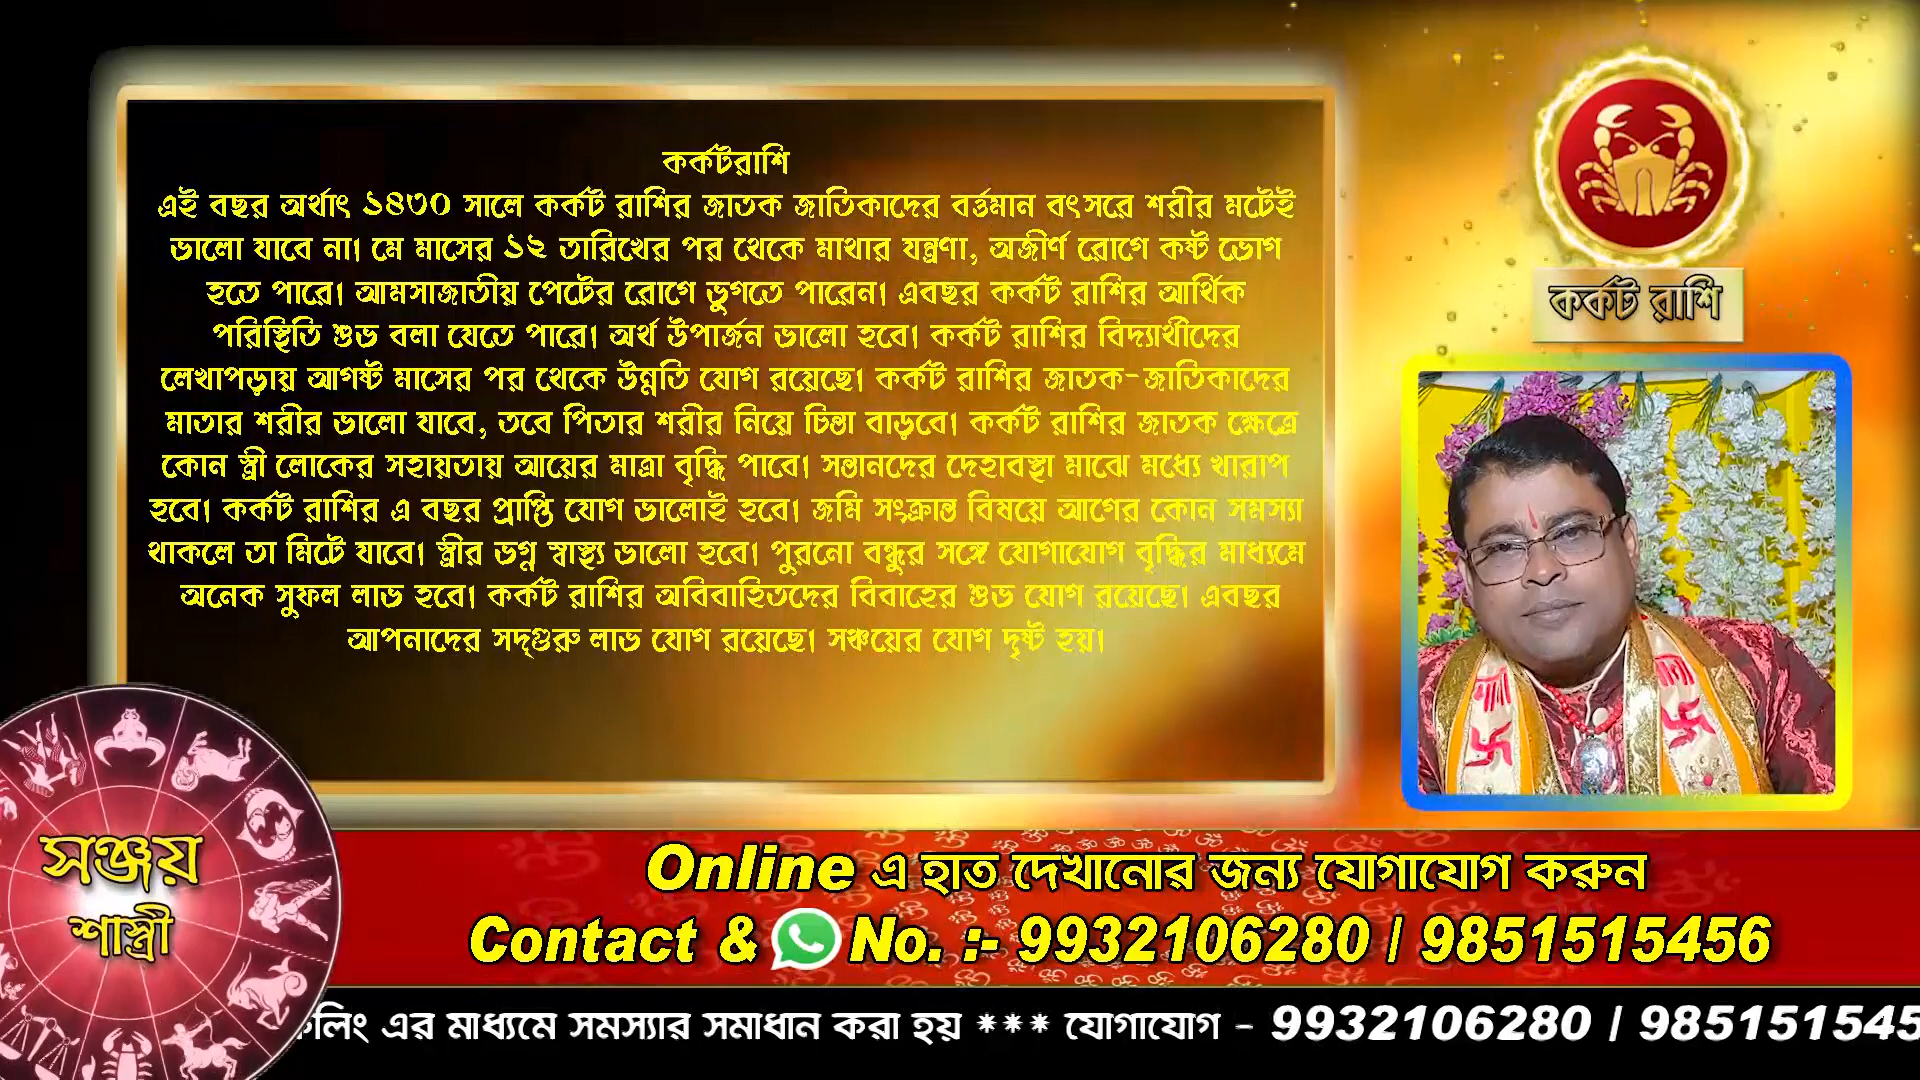 কর্কটরাশি
এই বছর অর্থাৎ ১৪৩০ সালে কর্কট রাশির জাতক জাতিকাদের বর্তমান বৎসরে শরীর মটেই
ভালো যাবে না। মে মাসের ১২ তারিখের পর থেকে মাথার যন্ত্রণা, অজীর্ণ রোগে কষ্ট ভোগ
হতে পারে। আমসাজাতীয় পেটের রোগে ভুগতে পারেন। এবছর কর্কট রাশির আর্থিক
পরিস্থিতি শুভ বলা যেতে পারে। অর্থ উপার্জন ভালো হবে। কর্কট রাশির বিদ্যার্থীদের
লেখাপড়ায় আগষ্ট মাসের পর থেকে উন্নতি যোগ রয়েছে। কর্কট রাশির জাতক-জাতিকাদের
মাতার শরীর ভালো যাবে, তবে পিতার শরীর নিয়ে চিন্তা বাড়বে। কর্কট রাশির জাতক ক্ষেত্রে
কোন স্ত্রী লোকের সহায়তায় আয়ের মাত্রা বৃদ্ধি পাবে। সন্তানদের দেহাবস্থা মাঝে মধ্যে খারাপ
হবে। কর্কট রাশির এ বছর প্রাপ্তি যোগ ভালোই হবে। জমি সংক্রান্ত বিষয়ে আগের কোন সমস্যা
থাকলে তা মিটে যাবে। স্ত্রীর ভগ্ন স্বাস্থ্য ভালো হবে। পুরনো বন্ধুর সঙ্গে যোগাযোগ বৃদ্ধির মাধ্যমে
অনেক সুফল লাভ হবে। কর্কট রাশির অবিবাহিতদের বিবাহের শুভ যোগ রয়েছে। এবছর
আপনাদের সদ্‌গুরু লাভ যোগ রয়েছে। সঞ্চয়ের যোগ দৃষ্ট হয়।
কর্কট রাশি
সঞ্জয়
শাস্ত্রী
Online এ হাত দেখানোর জন্য যোগাযোগ করুন
Contact & No. :- 9932106280 / 9851515456
লিং এর মাধ্যমে সমস্যার সমাধান করা হয় *** যোগাযোগ - 9932106280 / 985151545